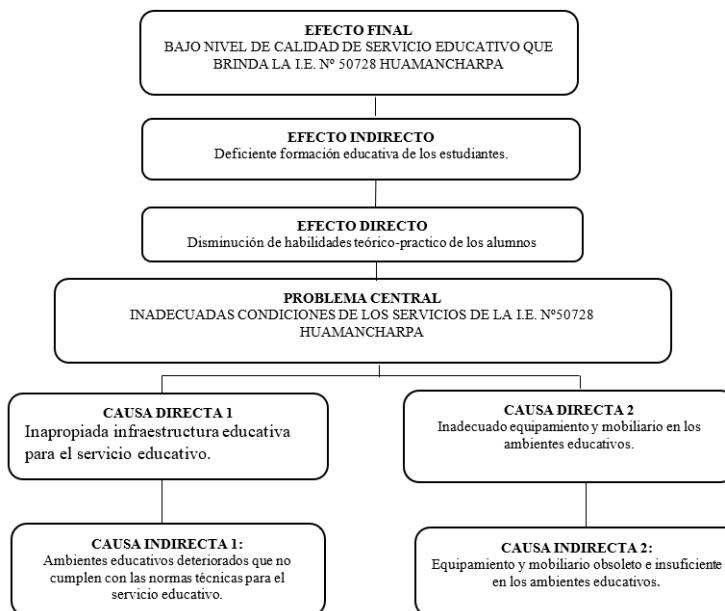 EFECTO FINAL
BAJO NIVEL DE CALIDAD DE SERVICIO EDUCATIVO QUE
BRINDA LA I.E. Nº 50728 HUAMANCHARPA
EFECTO INDIRECTO
Deficiente formación educativa de los estudiantes.
EFECTO DIRECTO
Disminución de habilidades teórico-practico de los alumnos
PROBLEMA CENTRAL
INADECUADAS CONDICIONES DE LOS SERVICIOS DE LA I.E. Nº50728
HUAMANCHARPA
CAUSA DIRECTA 1
Inapropiada infraestructura educativa
para el servicio educativo.
CAUSA DIRECTA 2
Inadecuado equipamiento y mobiliario en los
ambientes educativos.
CAUSA INDIRECTA 1:
Ambientes educativos deteriorados que no
cumplen con las normas técnicas para el
servicio educativo.
CAUSA INDIRECTA 2:
Equipamiento y mobiliario obsoleto e insuficiente
en los ambientes educativos.